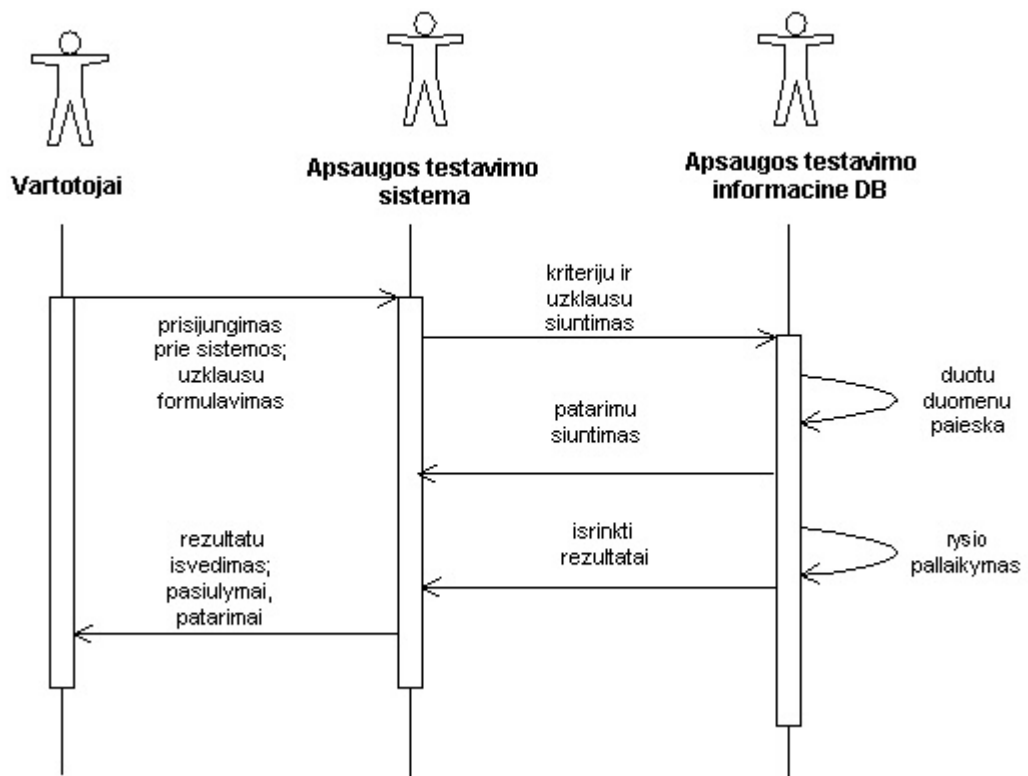 Vartotojai
Apsaugos testavimo
sistema
Apsaugos testavimo
informacine DB
prisijungimas
prie sistemos;
uzklausu
formulavimas
kriteriju ir
uzklausu
siuntimas
duotu
duomenu
paieska
patarimu
siuntimas
isrinkti
rezultatai
rysio
pallaikymas
rezultatu
isvedimas;
pasiulymai,
patarimai